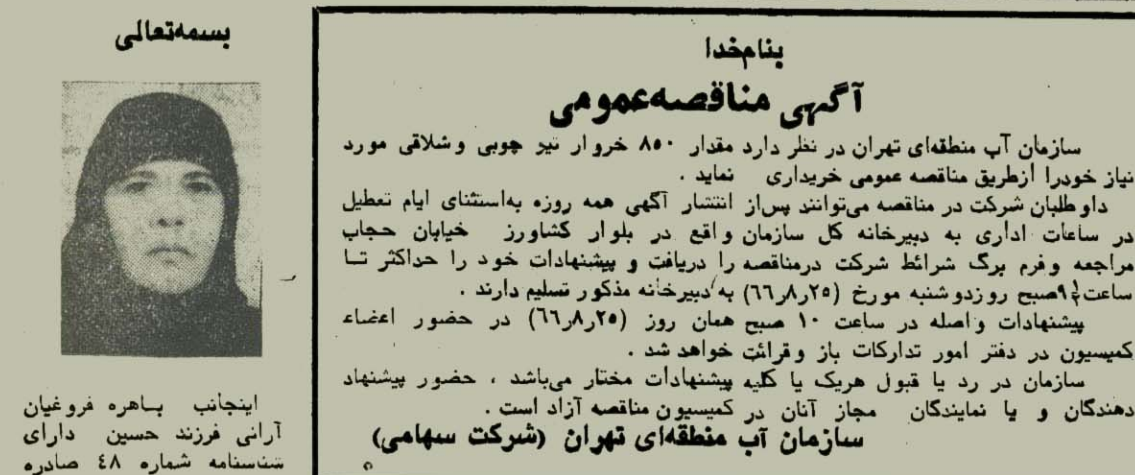 بنام‌خدا
آگهی مناقصه‌عمومی
سازمان آب منطقه‌ای تهران در نظر دارد مقدار ۸۵۰ خروار تیر چوبی وشلاقی مورد
نیاز خودرا ازطریق مناقصه عمومی خریداری نماید .
داوطلبان شرکت در مناقصه می‌توانند پس‌از انتشار آگهی همه روزه به‌استثنای ایام تعطیل
در ساعات اداری به دبیرخانه کل سازمان واقع در بلوار کشاورز خیابان حجاب
مراجعه وفرم برگ شرائط شرکت درمناقصه را دریافت و پیشنهادات خود را حداکثر تا
ساعت ۹½صبح روزدوشنبه مورخ (۲۵ر۸ر٦٦) به دبیرخانه مذکور تسلیم دارند .
پیشنهادات واصله در ساعت ۱۰ صبح همان روز (۲۵ر۸ر٦٦) در حضور اعضاء
کمیسیون در دفتر امور تدارکات باز وقرائت خواهد شد .
سازمان در رد یا قبول هریک یا کلیه پیشنهادات مختار می‌باشد ، حضور پیشنهاد
دهندگان و یا نمایندگان مجاز آنان در کمیسیون مناقصه آزاد است .
سازمان آب منطقه‌ای تهران (شرکت سهامی)
بسمه‌تعالی
اینجانب باهره فروغیان
آرانی فرزند حسین دارای
شناسنامه شماره ٤٨ صادره